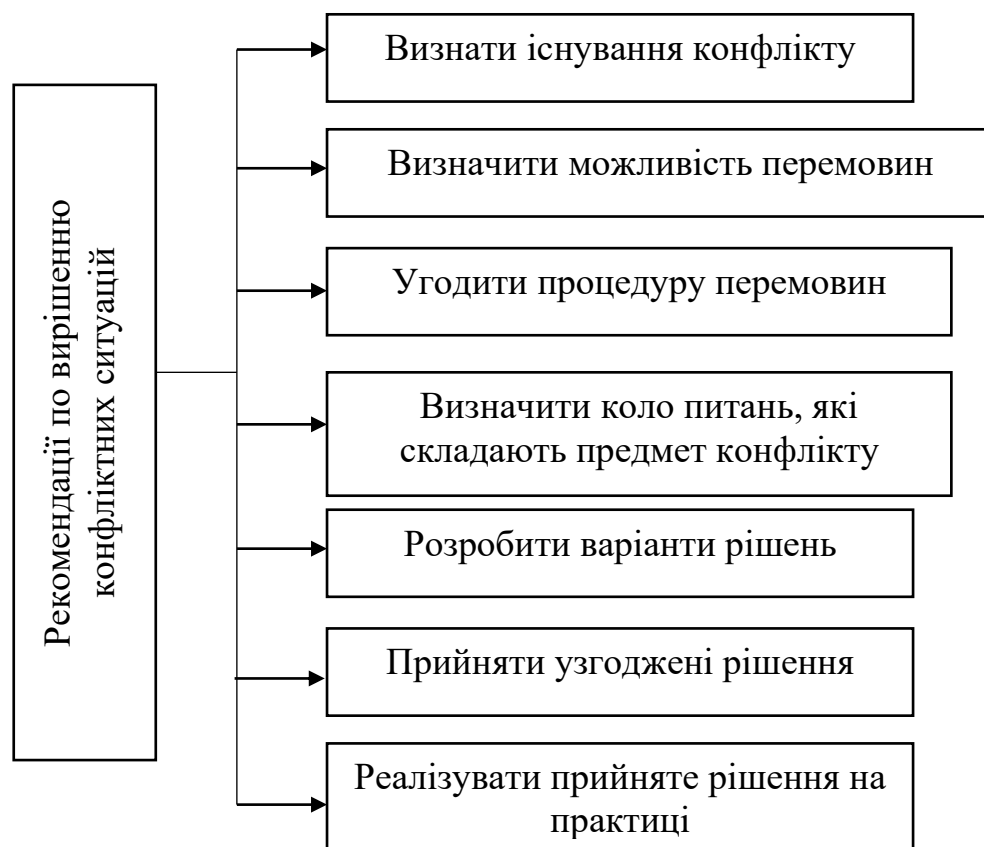 Рекомендації по вирішенню
конфліктних ситуацій
Визнати існування конфлікту
Визначити можливість перемовин
Угодити процедуру перемовин
Визначити коло питань, які
складають предмет конфлікту
Розробити варіанти рішень
Прийняти узгоджені рішення
Реалізувати прийняте рішення на
практиці